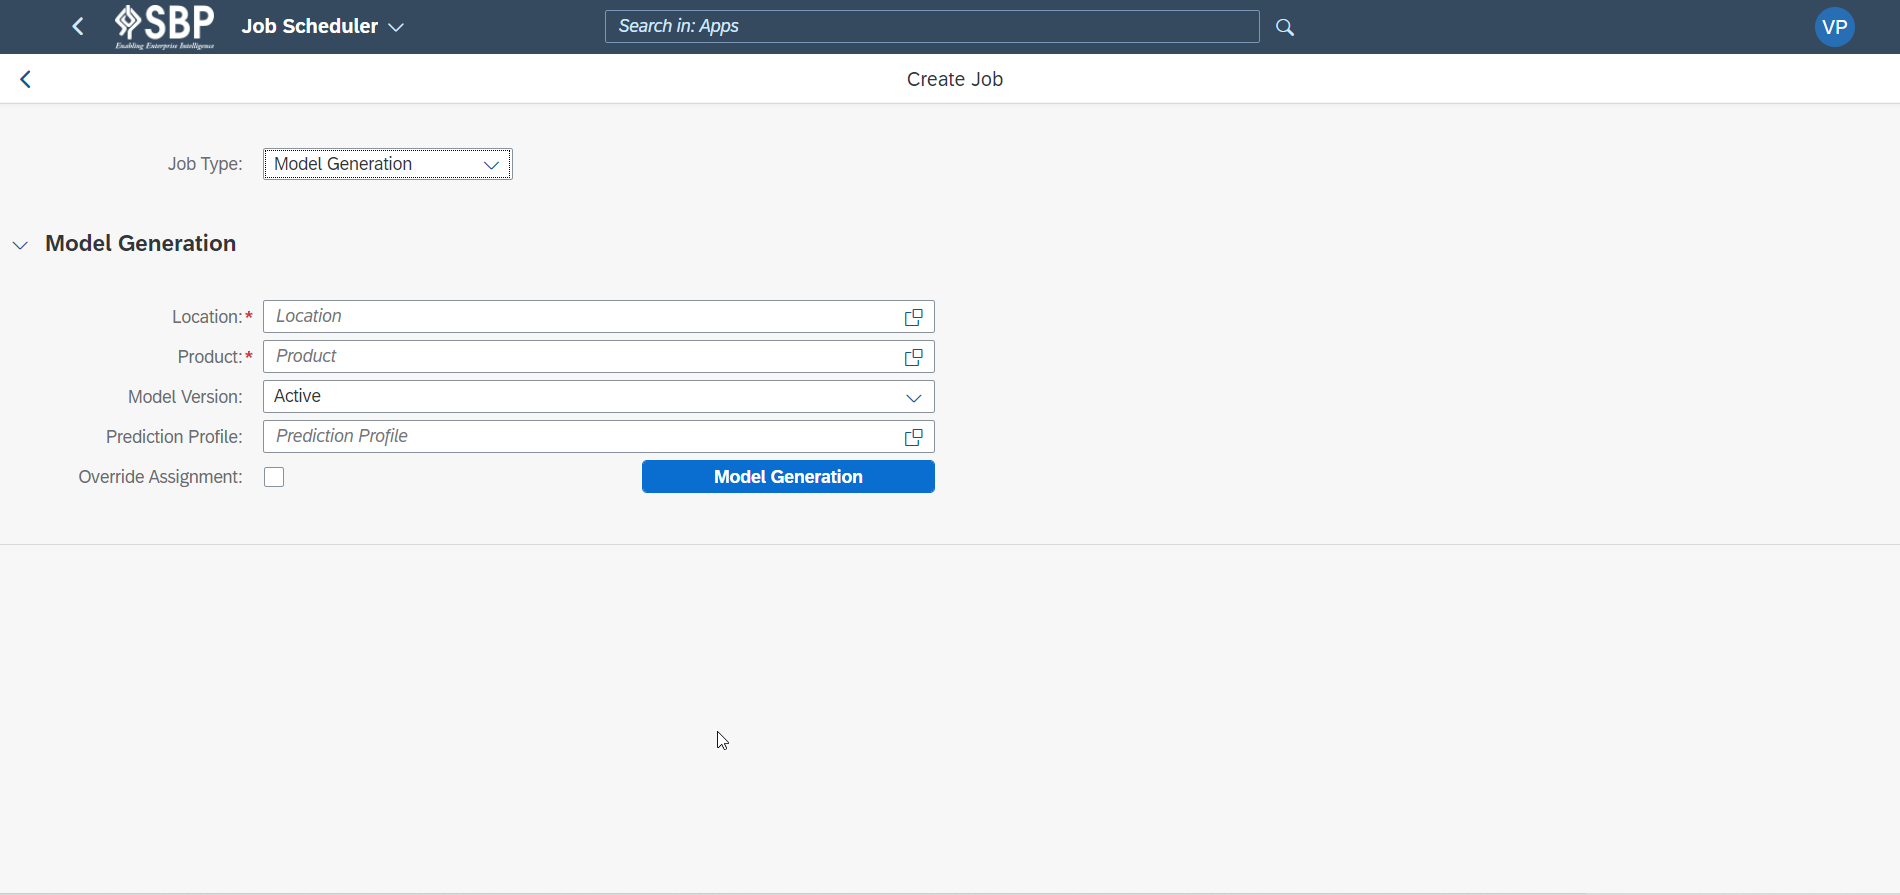 SBP
Enabling Enterprise Intelligence
Job Scheduler
Search in: Apps
VP
Create Job
Job Type:
Model Generation
Model Generation
Location:*
Location
Product:*
Product
Model Version:
Active
Prediction Profile:
Prediction Profile
Override Assignment:
Model Generation